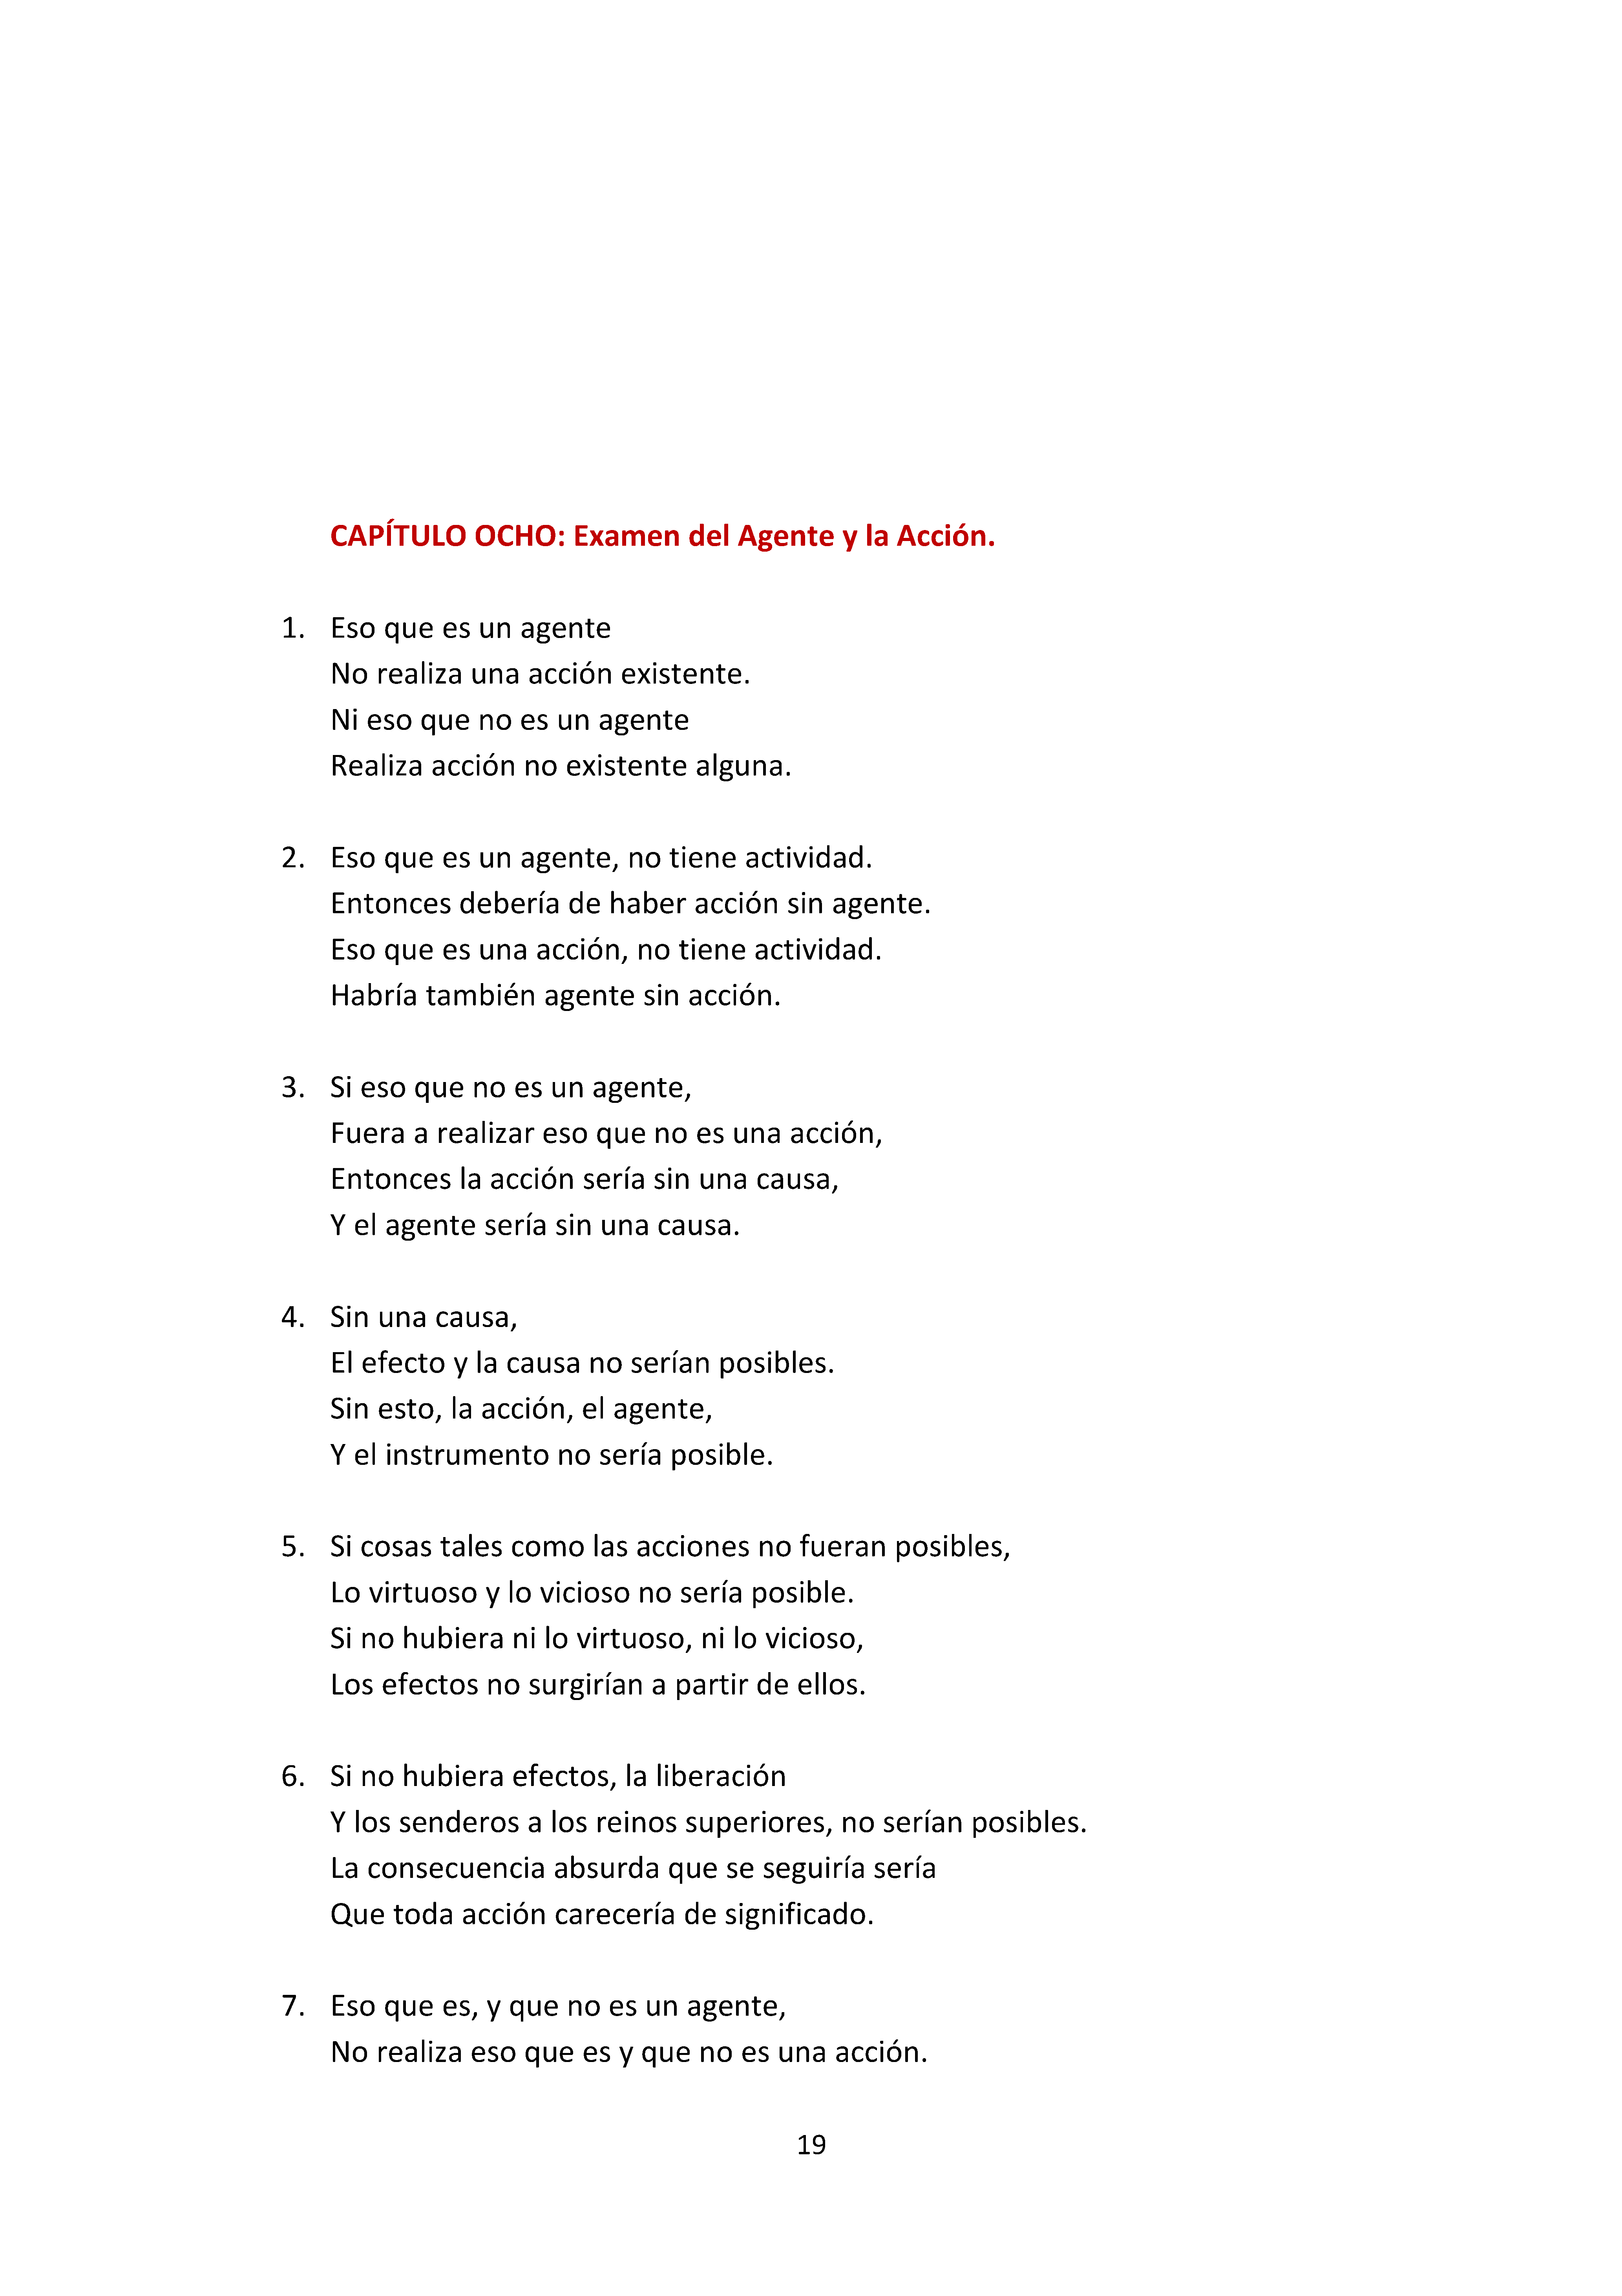 CAPÍTULO OCHO: Examen del Agente y la Acción.
1. Eso que es un agente
No realiza una acción existente.
Ni eso que no es un agente
Realiza acción no existente alguna.
2. Eso que es un agente, no tiene actividad.
Entonces debería de haber acción sin agente.
Eso que es una acción, no tiene actividad.
Habría también agente sin acción.
3. Si eso que no es un agente,
Fuera a realizar eso que no es una acción,
Entonces la acción sería sin una causa,
Y el agente sería sin una causa.
4. Sin una causa,
El efecto y la causa no serían posibles.
Sin esto, la acción, el agente,
Y el instrumento no sería posible.
5. Si cosas tales como las acciones no fueran posibles,
Lo virtuoso y lo vicioso no sería posible.
Si no hubiera ni lo virtuoso, ni lo vicioso,
Los efectos no surgirían a partir de ellos.
6. Si no hubiera efectos, la liberación
Y los senderos a los reinos superiores, no serían posibles.
La consecuencia absurda que se seguiría sería
Que toda acción carecería de significado.
7. Eso que es, y que no es un agente,
No realiza eso que es y que no es una acción.
19